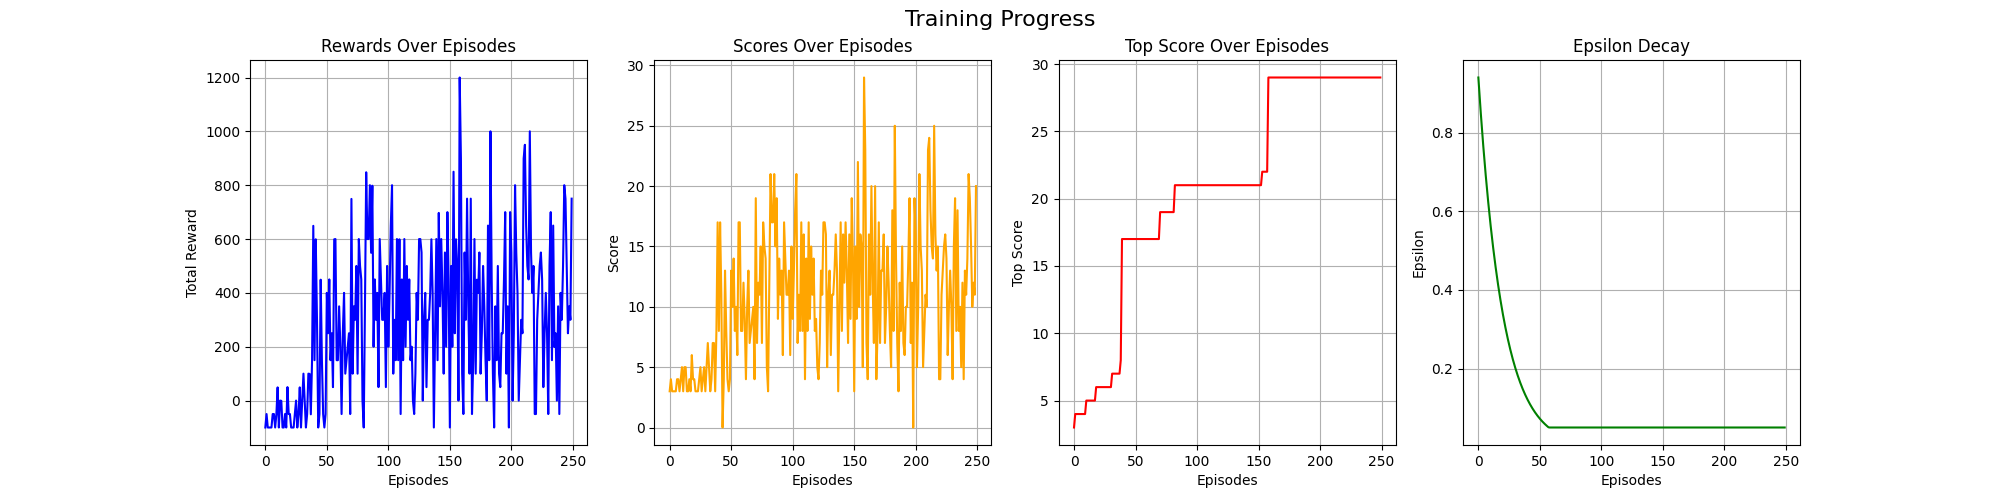 Training Progress
Rewards Over Episodes
Total Reward
1200
1000
800
600
400
200
0
0 50 100 150 200 250
Episodes
Scores Over Episodes
Score
30
25
20
15
10
5
0
0 50 100 150 200 250
Episodes
Top Score Over Episodes
Top Score
30
25
20
15
10
5
0 50 100 150 200 250
Episodes
Epsilon Decay
Epsilon
0.8
0.6
0.4
0.2
0 50 100 150 200 250
Episodes